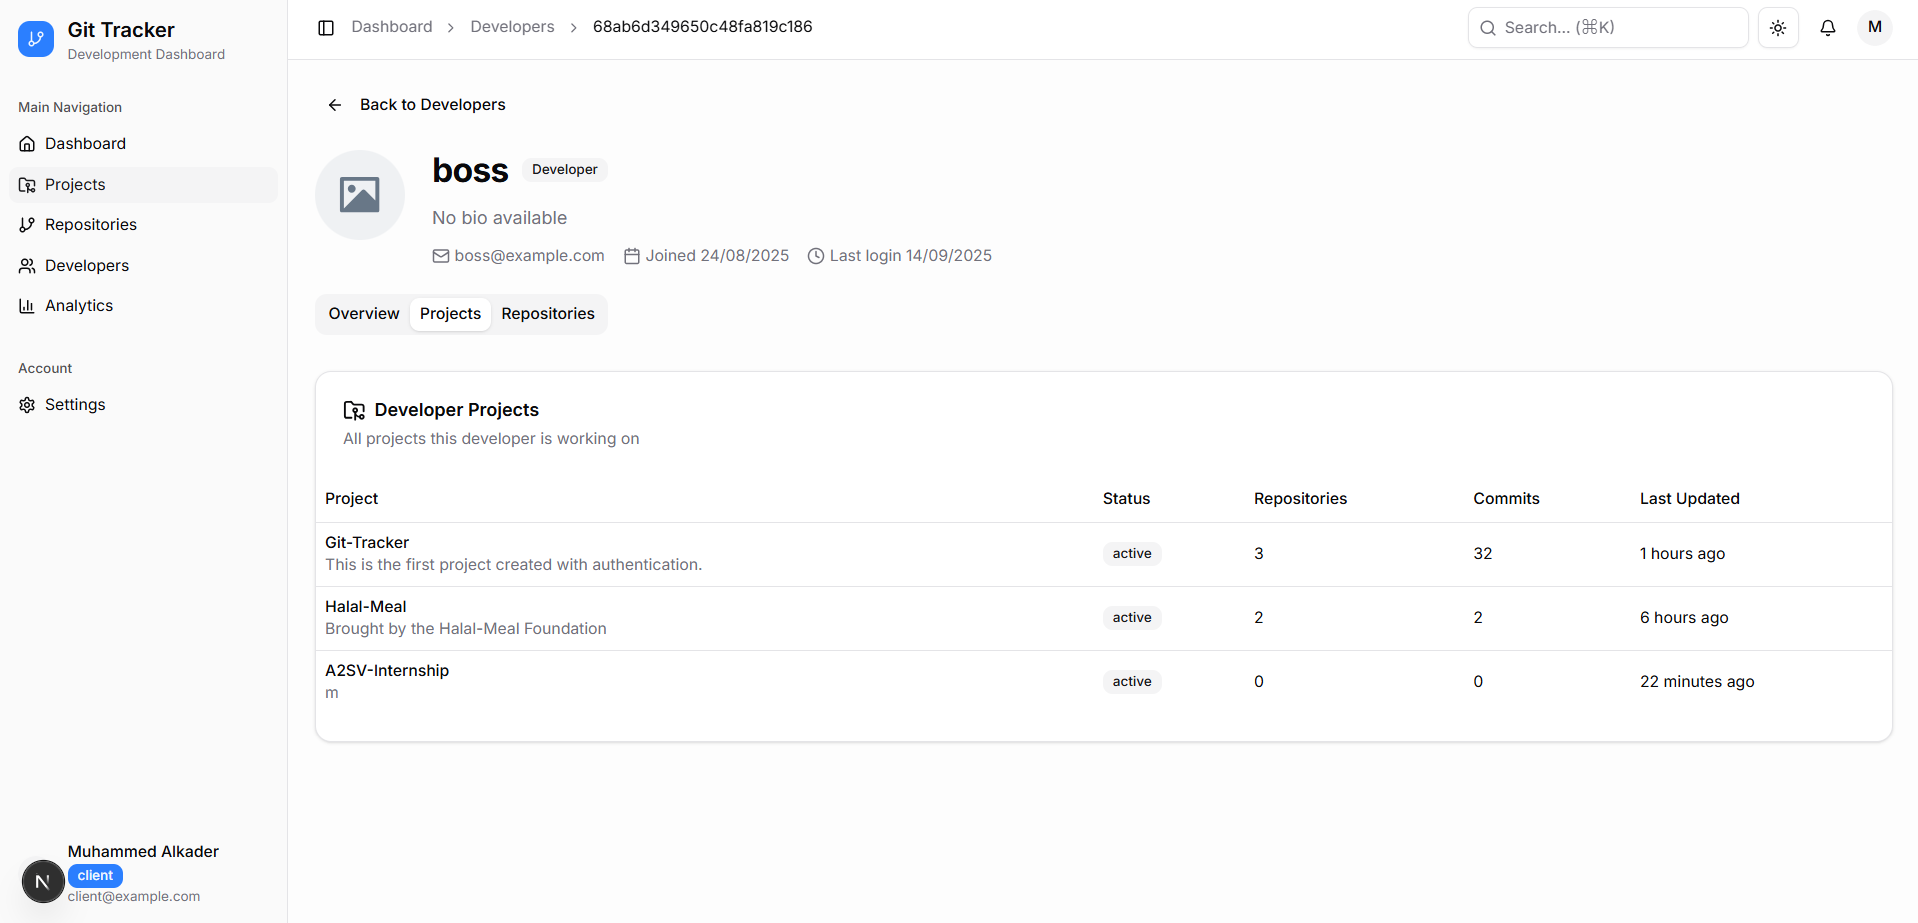 Git Tracker
Development Dashboard
Main Navigation
Dashboard
Projects
Repositories
Developers
Analytics
Account
Settings
Muhammed Alkader
N
client
client@example.com
Dashboard > Developers > 68ab6d349650c48fa819c186
Search... (⌘K)
M
Back to Developers
boss Developer
No bio available
boss@example.com Joined 24/08/2025 Last login 14/09/2025
Overview Projects Repositories
Developer Projects
All projects this developer is working on
Project Status Repositories Commits Last Updated
Git-Tracker
This is the first project created with authentication.
active 3 32 1 hours ago
Halal-Meal
Brought by the Halal-Meal Foundation
active 2 2 6 hours ago
A2SV-Internship
m
active 0 0 22 minutes ago